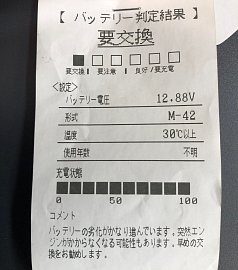 【 バッテリー判定結果 】
要交換
要交換 要注意 良好/要充電
<設定>
バッテリー電圧 12.88V
形式 M-42
温度 30℃以上
使用年数 不明
充電状態
0 50 100
コメント
バッテリーの劣化がかなり進んでいます。突然エン
ジンがかからなくなる可能性もあります。早めの交
換をお勧めします。